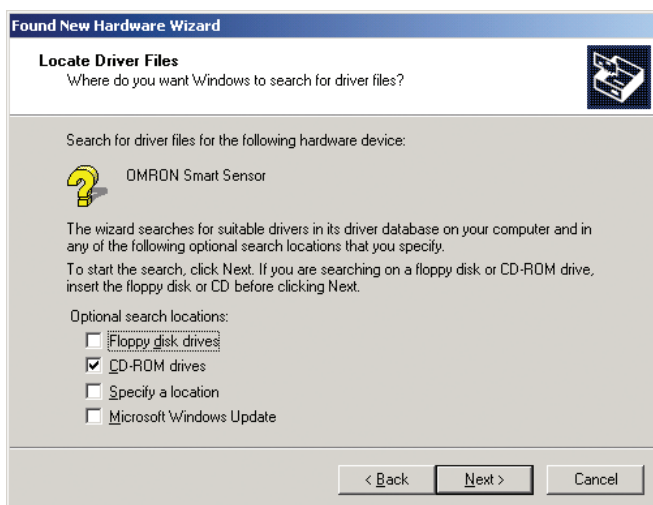 Found New Hardware Wizard
Locate Driver Files
Where do you want Windows to search for driver files?
Search for driver files for the following hardware device:
OMRON Smart Sensor
The wizard searches for suitable drivers in its driver database on your computer and in
any of the following optional search locations that you specify.
To start the search, click Next. If you are searching on a floppy disk or CD-ROM drive,
insert the floppy disk or CD before clicking Next.
Optional search locations:
Floppy disk drives
CD-ROM drives
Specify a location
Microsoft Windows Update
< Back Next > Cancel